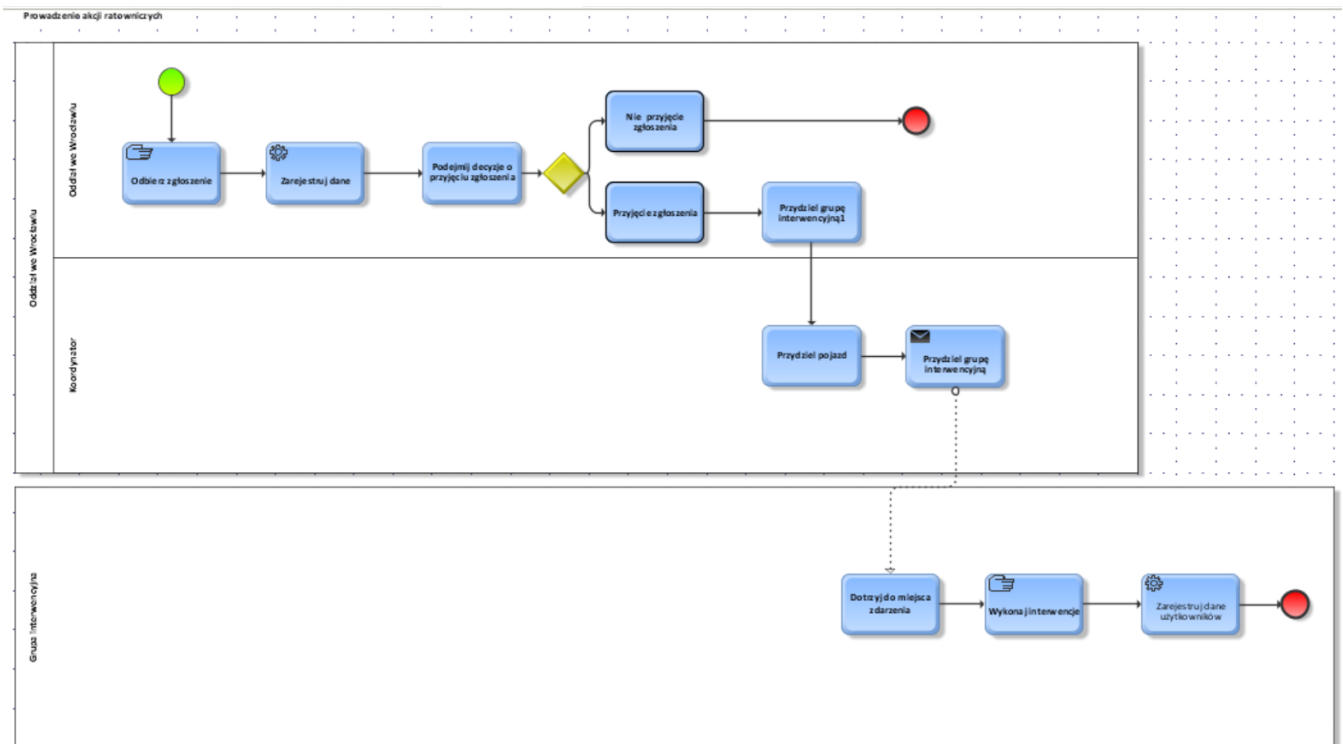 Prowadzenie akcji ratowniczych
Oddział we Wrocławiu
Oddział we Wrocławiu
Odbierz zgłoszenie
Zarejestruj dane
Podejmij decyzje o
przyjęciu zgłoszenia
Nie przyjęcie
zgłoszenia
Przyjęcie zgłoszenia
Przydziel grupę
interwencyjną1
Koordynator
Przydziel pojazd
Przydziel grupę
interwencyjną
Grupa Interwencyjna
Dotrzyj do miejsca
zdarzenia
Wykonaj interwencje
Zarejestruj dane
użytkowników